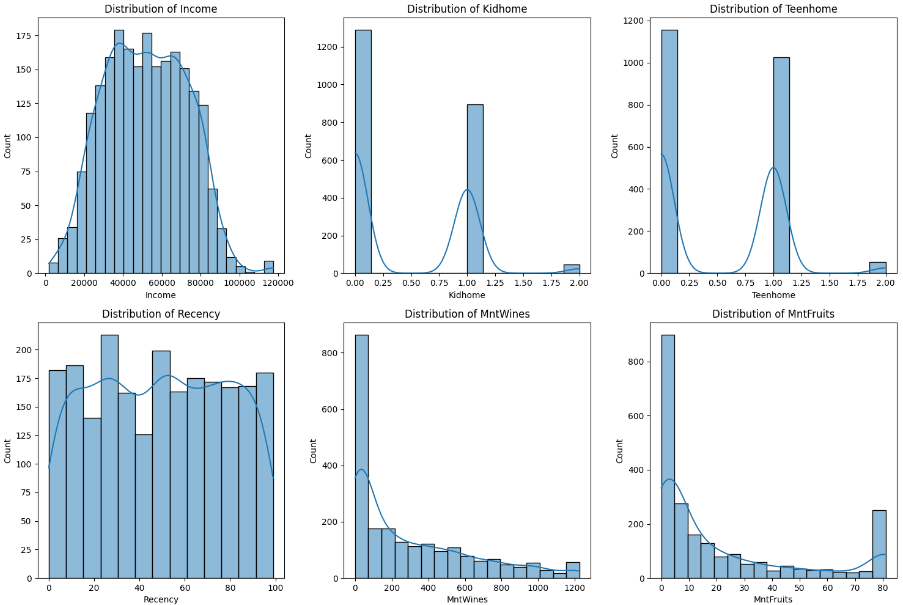 Distribution of Income
Count
175
150
125
100
75
50
25
0
0 20000 40000 60000 80000 100000 120000
Income
Distribution of Kidhome
Count
1200
1000
800
600
400
200
0
0.00 0.25 0.50 0.75 1.00 1.25 1.50 1.75 2.00
Kidhome
Distribution of Teenhome
Count
1200
1000
800
600
400
200
0
0.00 0.25 0.50 0.75 1.00 1.25 1.50 1.75 2.00
Teenhome
Distribution of Recency
Count
200
175
150
125
100
75
50
25
0
0 20 40 60 80 100
Recency
Distribution of MntWines
Count
800
600
400
200
0
0 200 400 600 800 1000 1200
MntWines
Distribution of MntFruits
Count
800
600
400
200
0
0 10 20 30 40 50 60 70 80
MntFruits